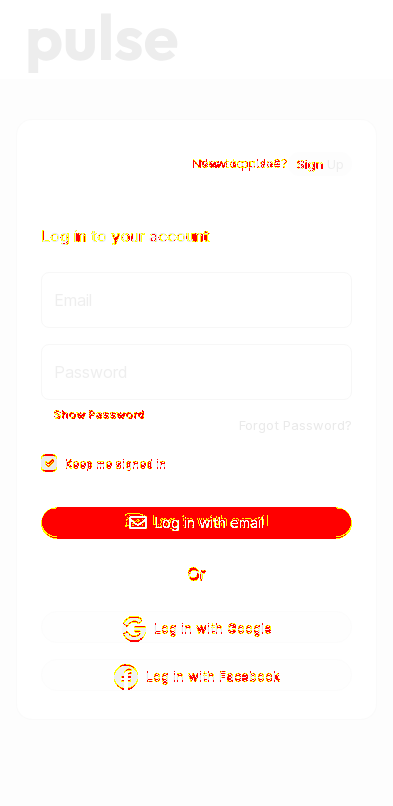 pulse
New to pulse? Sign Up
Log in to your account
Email
Password
Show Password
Forgot Password?
Keep me signed in
Log in with email
Or
Log in with Google
Log in with Facebook